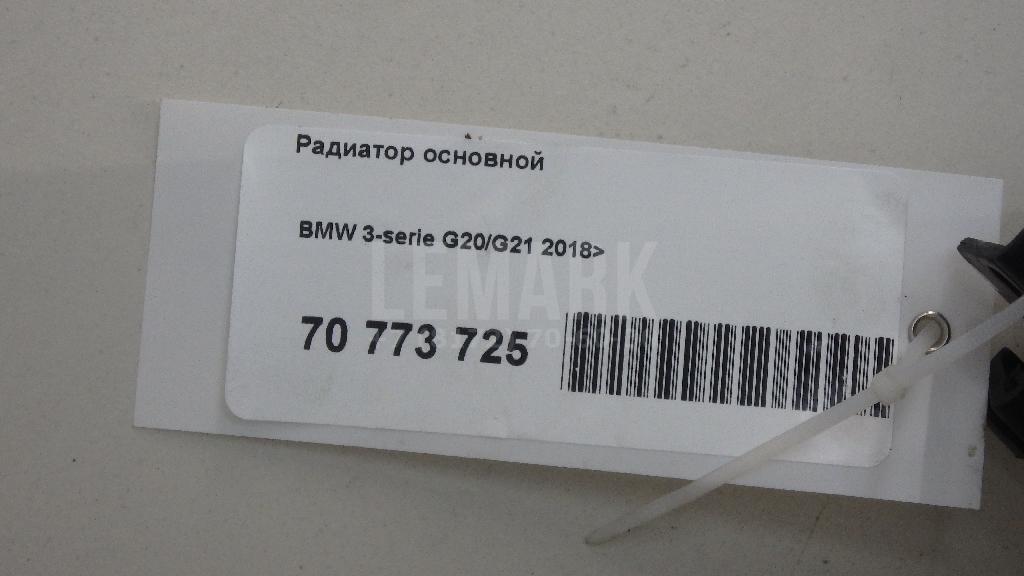 Радиатор основной
BMW 3-serie G20/G21 2018>
LEMARK
70 773 725